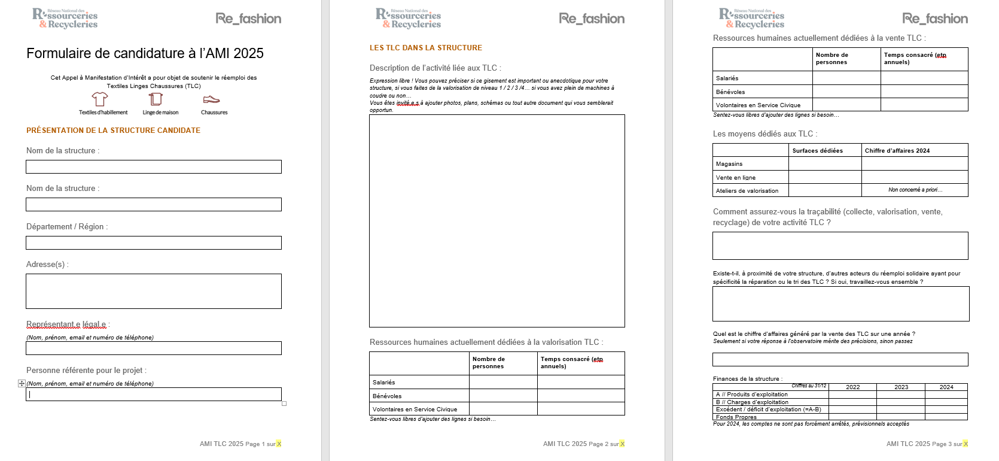 Réseau National des
Ressourceries
& Recycleries
Re_fashion
Formulaire de candidature à l'AMI 2025
Cet Appel à Manifestation d'Intérêt a pour objet de soutenir le réemploi des
Textiles Linges Chaussures (TLC)
Textiles d'habillement Linge de maison Chaussures
PRÉSENTATION DE LA STRUCTURE CANDIDATE
Nom de la structure :
Nom de la structure :
Département / Région :
Adresse(s) :
Représentant.e légal.e :
(Nom, prénom, email et numéro de téléphone)
Personne référente pour le projet :
(Nom, prénom, email et numéro de téléphone)
AMI TLC 2025 Page 1 sur X
Réseau National des
Ressourceries
& Recycleries
Re_fashion
LES TLC DANS LA STRUCTURE
Description de l'activité liée aux TLC :
Expression libre ! Vous pouvez préciser si ce gisement est important ou anecdotique pour votre
structure, si vous faites de la valorisation de niveau 1 / 2 / 3 /4… si vous avez plein de machines à
coudre ou non…
Vous êtes invité.e.s à ajouter photos, plans, schémas ou tout autre document qui vous semblerait
opportun.
Ressources humaines actuellement dédiées à la valorisation TLC :
Nombre de personnes Temps consacré (etp annuels)
Salariés
Bénévoles
Volontaires en Service Civique
Sentez-vous libres d'ajouter des lignes si besoin…
AMI TLC 2025 Page 2 sur X
Réseau National des
Ressourceries
& Recycleries
Re_fashion
Ressources humaines actuellement dédiées à la vente TLC :
Nombre de personnes Temps consacré (etp annuels)
Salariés
Bénévoles
Volontaires en Service Civique
Sentez-vous libres d'ajouter des lignes si besoin…
Les moyens dédiés aux TLC :
Surfaces dédiées Chiffre d'affaires 2024
Magasins
Vente en ligne
Ateliers de valorisation Non concerné a priori…
Comment assurez-vous la traçabilité (collecte, valorisation, vente,
recyclage) de votre activité TLC ?
Existe-t-il, à proximité de votre structure, d'autres acteurs du réemploi solidaire ayant pour
spécificité la réparation ou le tri des TLC ? Si oui, travaillez-vous ensemble ?
Quel est le chiffre d'affaires généré par la vente des TLC sur une année ?
Seulement si votre réponse à l'observatoire mérite des précisions, sinon passez
Finances de la structure :
Chiffres au 31/12 2022 2023 2024
A // Produits d'exploitation
B // Charges d'exploitation
Excédent / déficit d'exploitation (=A-B)
Fonds Propres
Pour 2024, les comptes ne sont pas forcément arrêtés, prévisionnels acceptés
AMI TLC 2025 Page 3 sur X